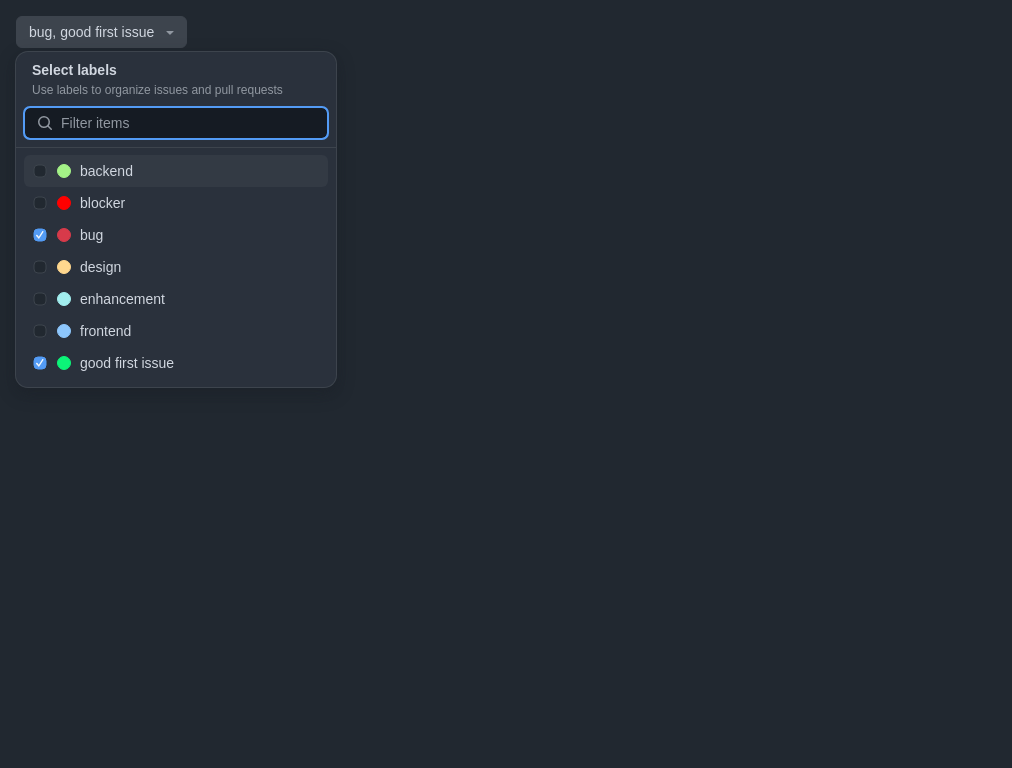 bug, good first issue
Select labels
Use labels to organize issues and pull requests
Filter items
backend
blocker
bug
design
enhancement
frontend
good first issue